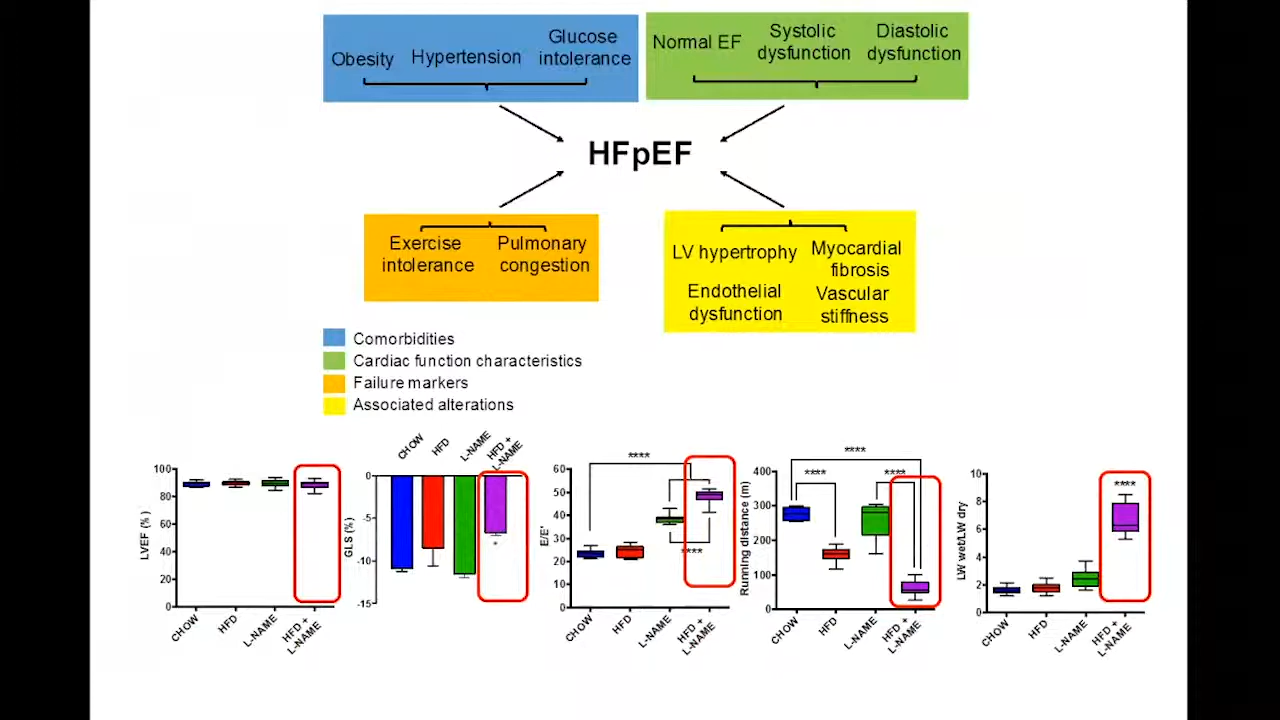 Obesity
Hypertension
Glucose
intolerance
Normal EF
Systolic
dysfunction
Diastolic
dysfunction
HFpEF
Exercise
intolerance
Pulmonary
congestion
LV hypertrophy
Myocardial
fibrosis
Endothelial
dysfunction
Vascular
stiffness
Comorbidities
Cardiac function characteristics
Failure markers
Associated alterations
LVEF (%)
100
80
60
40
20
0
CHOW
HFD
L-NAME
HFD +
L-NAME
CHOW
HFD
L-NAME
HFD +
L-NAME
GLS (%)
0
-5
-10
-15
*
E/E'
60
50
40
30
20
10
0
****
****
CHOW
HFD
L-NAME
HFD +
L-NAME
Running distance (m)
400
300
200
100
0
****
****
****
CHOW
HFD
L-NAME
HFD +
L-NAME
LW wet/LW dry
10
8
6
4
2
0
****
CHOW
HFD
L-NAME
HFD +
L-NAME